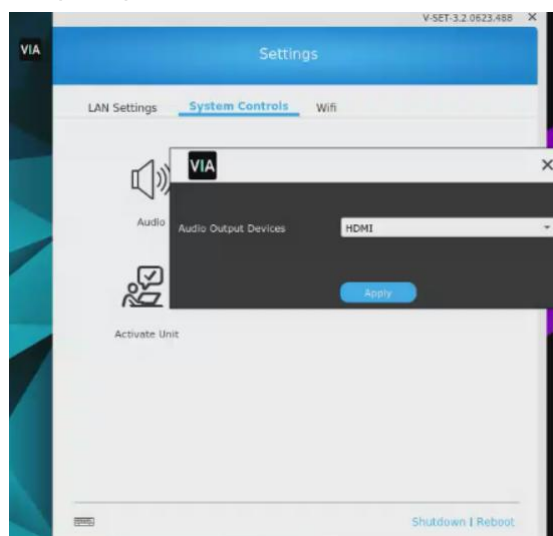 V-SET-3.2.0623.488
VIA
Settings
LAN Settings System Controls Wifi
VIA
Audio
Audio Output Devices HDMI
Apply
Activate Unit
Shutdown | Reboot